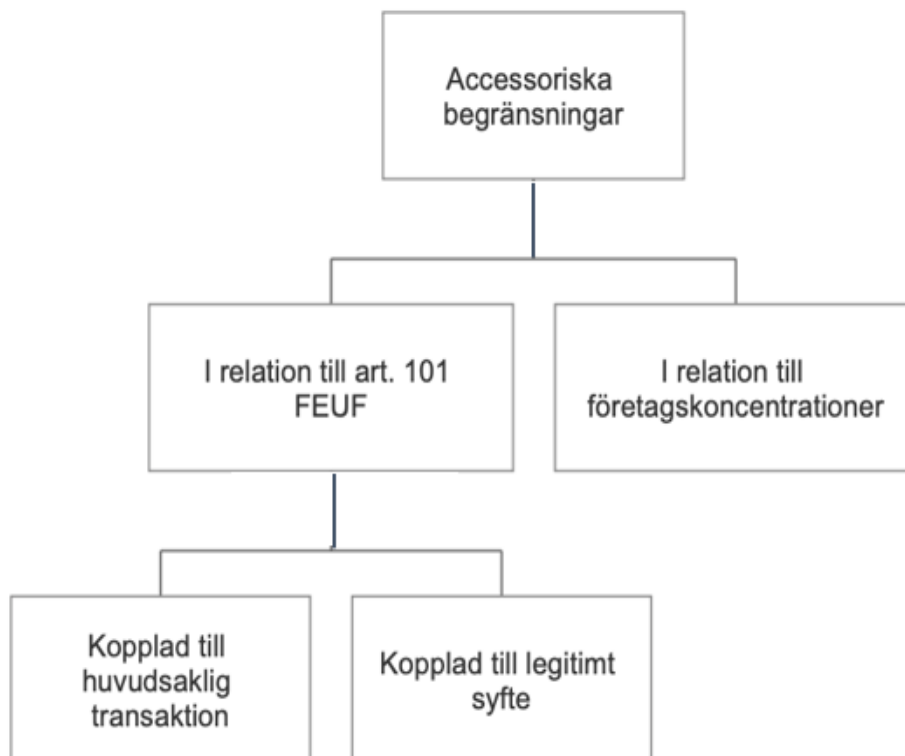 Accessoriska
begränsningar
I relation till art. 101
FEUF
I relation till
företagskoncentrationer
Kopplad till
huvudsaklig
transaktion
Kopplad till legitimt
syfte